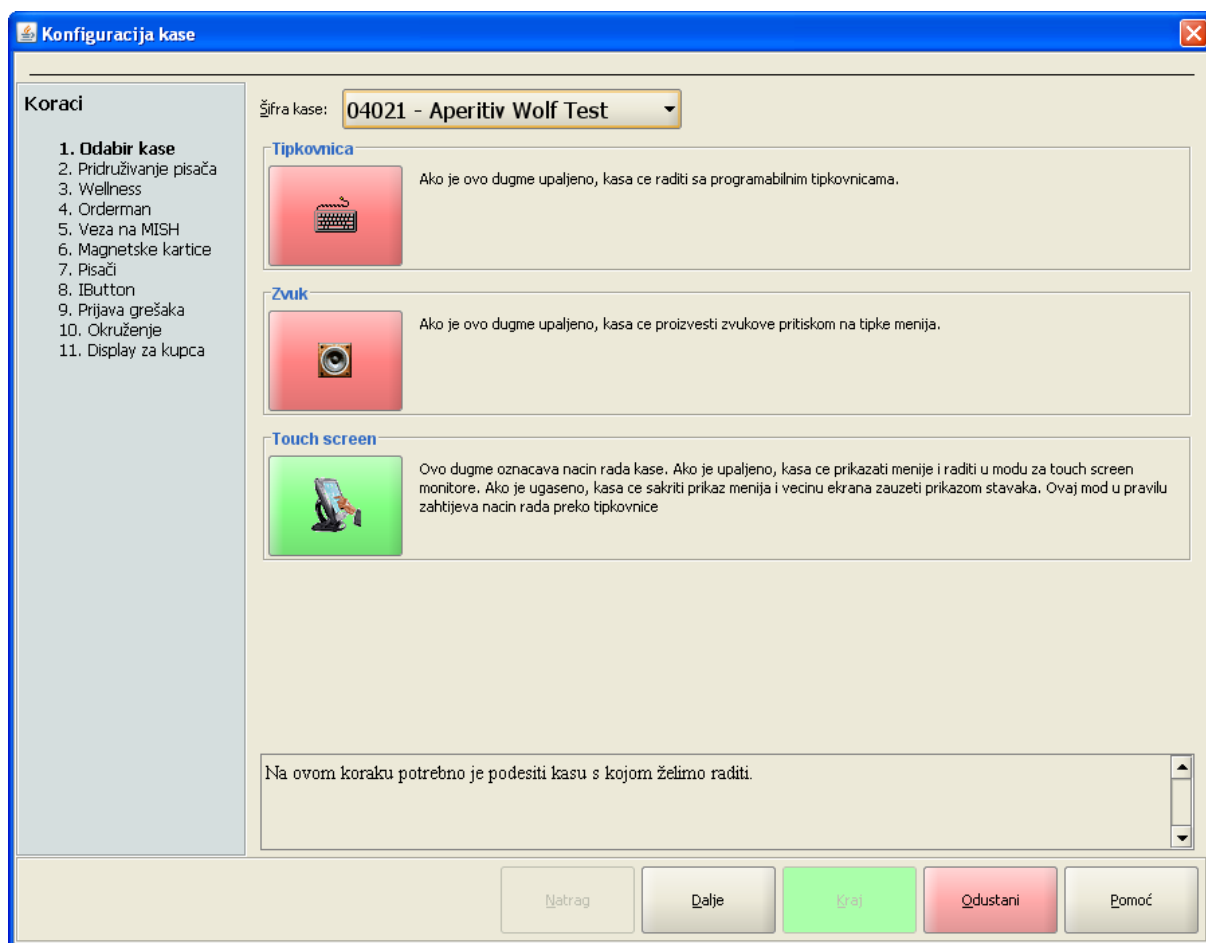 Konfiguracija kase
Koraci
1. Odabir kase
2. Pridruživanje pisača
3. Wellness
4. Orderman
5. Veza na MISH
6. Magnetske kartice
7. Pisači
8. IButton
9. Prijava grešaka
10. Okruženje
11. Display za kupca
Šifra kase: 04021 - Aperitiv Wolf Test
Tipkovnica
Ako je ovo dugme upaljeno, kasa ce raditi sa programabilnim tipkovnicama.
Zvuk
Ako je ovo dugme upaljeno, kasa ce proizvesti zvukove pritiskom na tipke menija.
Touch screen
Ovo dugme oznacava nacin rada kase. Ako je upaljeno, kasa ce prikazati menije i raditi u modu za touch screen
monitore. Ako je ugaseno, kasa ce sakriti prikaz menija i vecinu ekrana zauzeti prikazom stavaka. Ovaj mod u pravilu
zahtijeva nacin rada preko tipkovnice
Na ovom koraku potrebno je podesiti kasu s kojom želimo raditi.
Natrag
Dalje
Kraj
Odustani
Pomoć